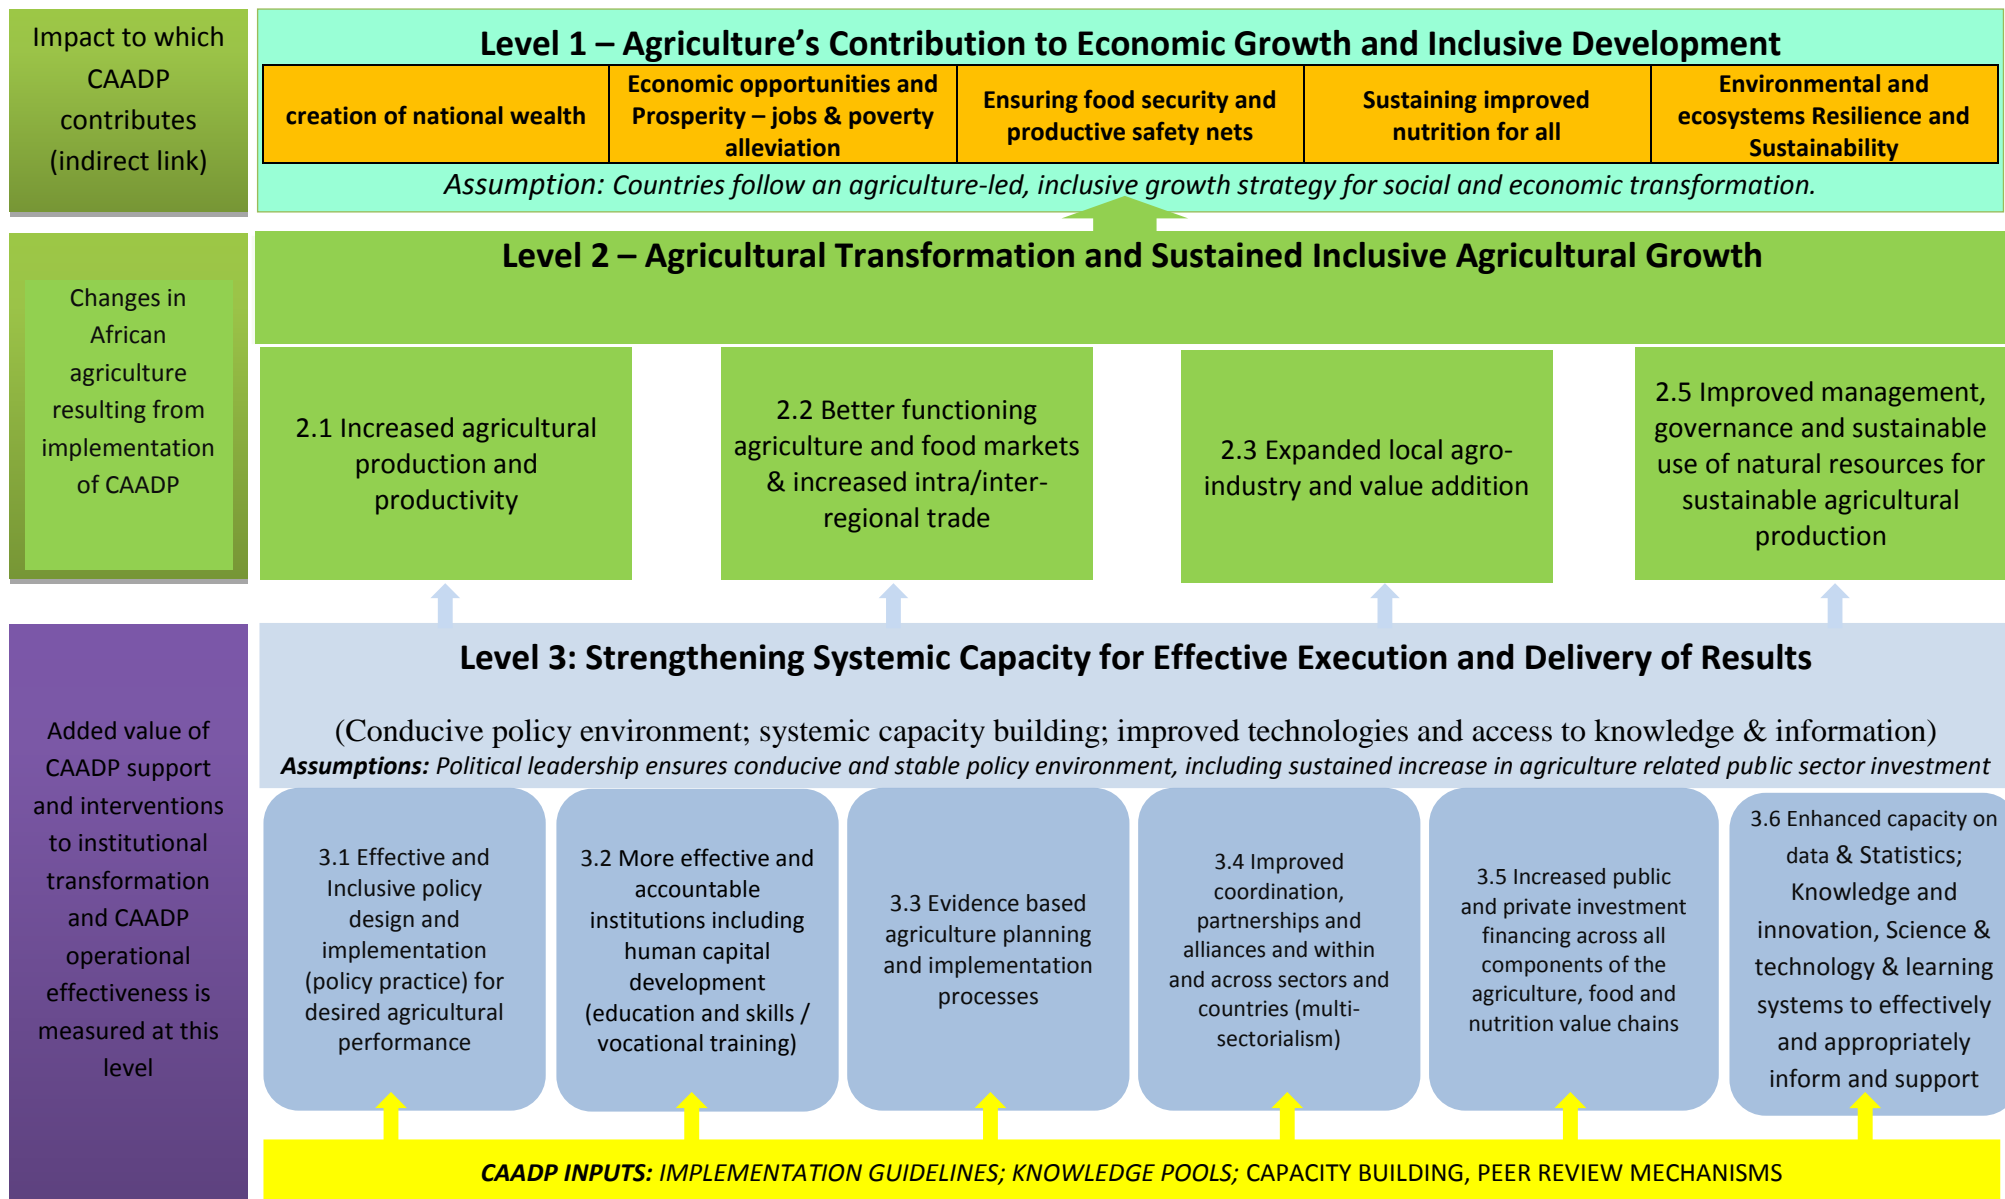 Impact to which
CAADP
contributes
(indirect link)
Level 1 – Agriculture’s Contribution to Economic Growth and Inclusive Development
creation of national wealth
Economic opportunities and
Prosperity – jobs & poverty
alleviation
Ensuring food security and
productive safety nets
Sustaining improved
nutrition for all
Environmental and
ecosystems Resilience and
Sustainability
Assumption: Countries follow an agriculture-led, inclusive growth strategy for social and economic transformation.
Changes in
African
agriculture
resulting from
implementation
of CAADP
Level 2 – Agricultural Transformation and Sustained Inclusive Agricultural Growth
2.1 Increased agricultural
production and
productivity
2.2 Better functioning
agriculture and food markets
& increased intra/inter-
regional trade
2.3 Expanded local agro-
industry and value addition
2.5 Improved management,
governance and sustainable
use of natural resources for
sustainable agricultural
production
Added value of
CAADP support
and interventions
to institutional
transformation
and CAADP
operational
effectiveness is
measured at this
level
Level 3: Strengthening Systemic Capacity for Effective Execution and Delivery of Results
(Conducive policy environment; systemic capacity building; improved technologies and access to knowledge & information)
Assumptions: Political leadership ensures conducive and stable policy environment, including sustained increase in agriculture related public sector investment
3.1 Effective and
Inclusive policy
design and
implementation
(policy practice) for
desired agricultural
performance
3.2 More effective and
accountable
institutions including
human capital
development
(education and skills /
vocational training)
3.3 Evidence based
agriculture planning
and implementation
processes
3.4 Improved
coordination,
partnerships and
alliances and within
and across sectors and
countries (multi-
sectorialism)
3.5 Increased public
and private investment
financing across all
components of the
agriculture, food and
nutrition value chains
3.6 Enhanced capacity on
data & Statistics;
Knowledge and
innovation, Science &
technology & learning
systems to effectively
and appropriately
inform and support
CAADP INPUTS: IMPLEMENTATION GUIDELINES; KNOWLEDGE POOLS; CAPACITY BUILDING, PEER REVIEW MECHANISMS